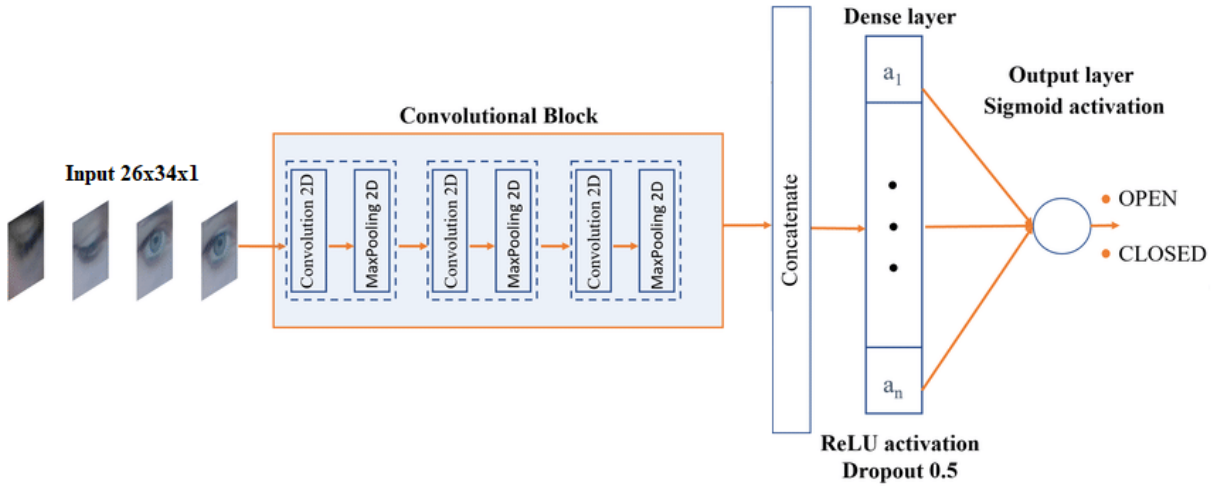 Dense layer
a1
Output layer
Sigmoid activation
Convolutional Block
Input 26x34x1
Convolution 2D
MaxPooling 2D
Convolution 2D
MaxPooling 2D
Convolution 2D
MaxPooling 2D
Concatenate
OPEN
CLOSED
an
ReLU activation
Dropout 0.5